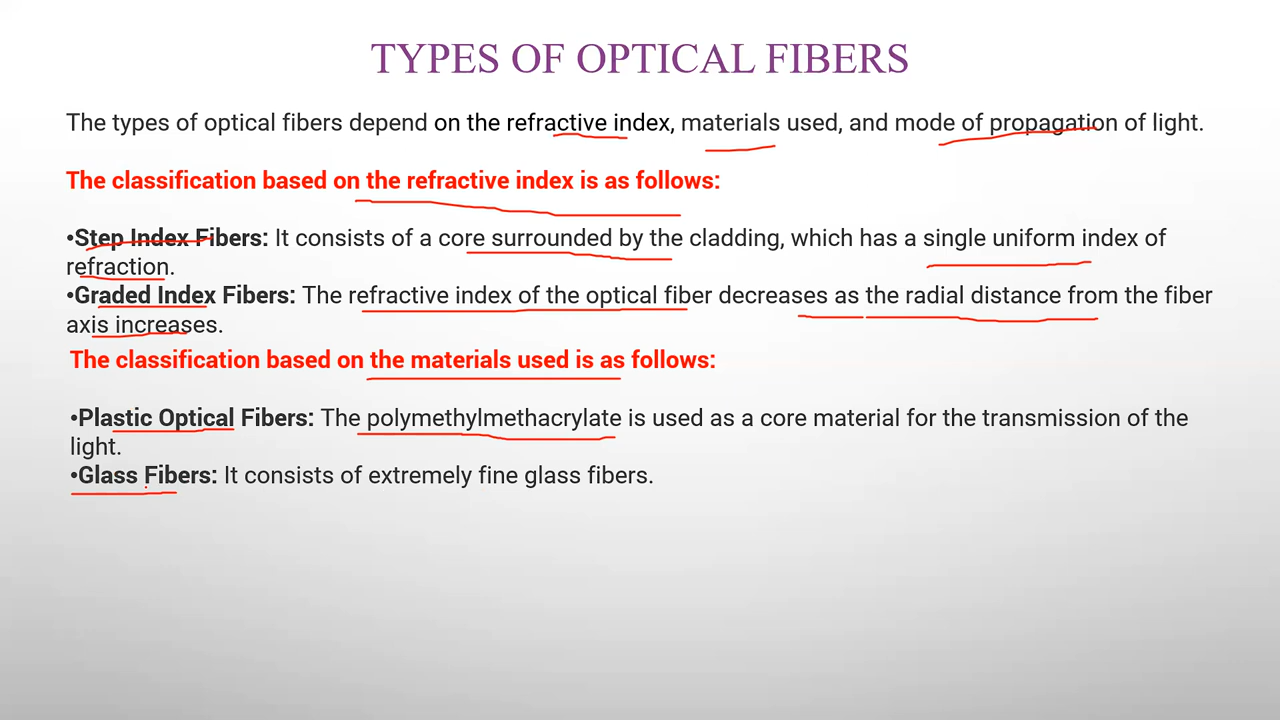 TYPES OF OPTICAL FIBERS
The types of optical fibers depend on the refractive index, materials used, and mode of propagation of light.
The classification based on the refractive index is as follows:
•Step Index Fibers: It consists of a core surrounded by the cladding, which has a single uniform index of
refraction.
•Graded Index Fibers: The refractive index of the optical fiber decreases as the radial distance from the fiber
axis increases.
The classification based on the materials used is as follows:
•Plastic Optical Fibers: The polymethylmethacrylate is used as a core material for the transmission of the
light.
•Glass Fibers: It consists of extremely fine glass fibers.